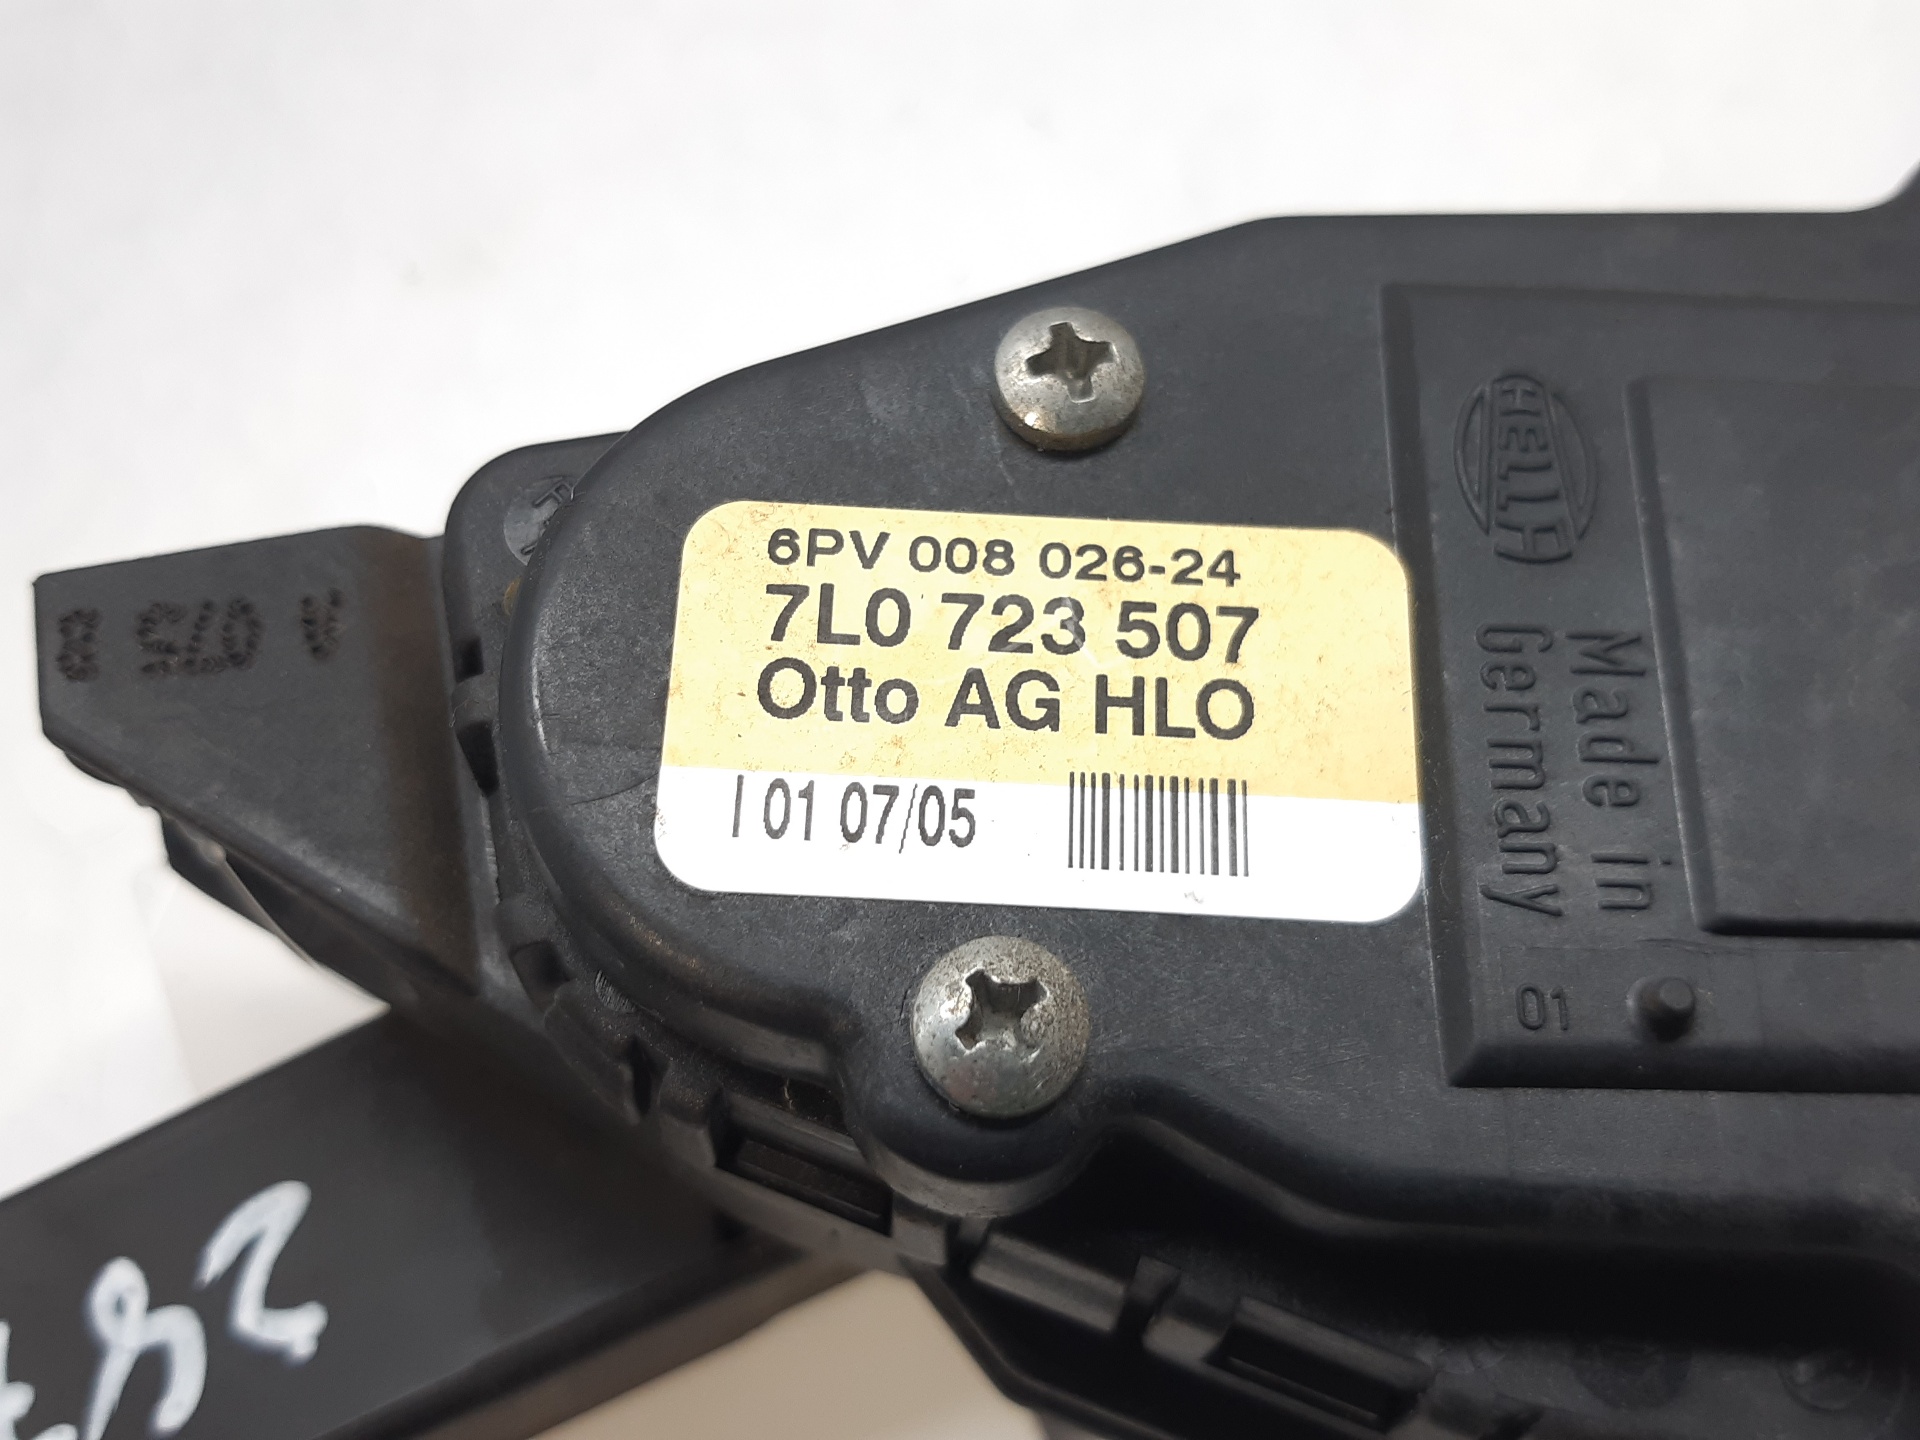 6PV 008 026-24
7L0 723 507
Otto AG HLO
I 01 07/05
HELLA
Made in
Germany
01